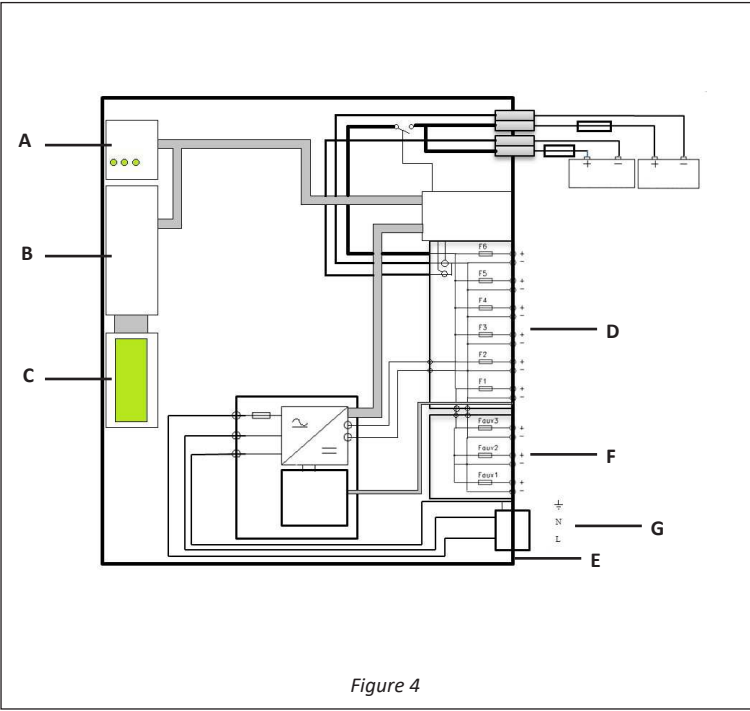 A
B
C
+ − + −
F6 +
−
F5 +
−
F4 +
−
D
F3 +
−
F2 +
−
F1 +
−
Faux3 +
−
Faux2 +
−
F
Faux1 +
−
N
G
L
E
Figure 4